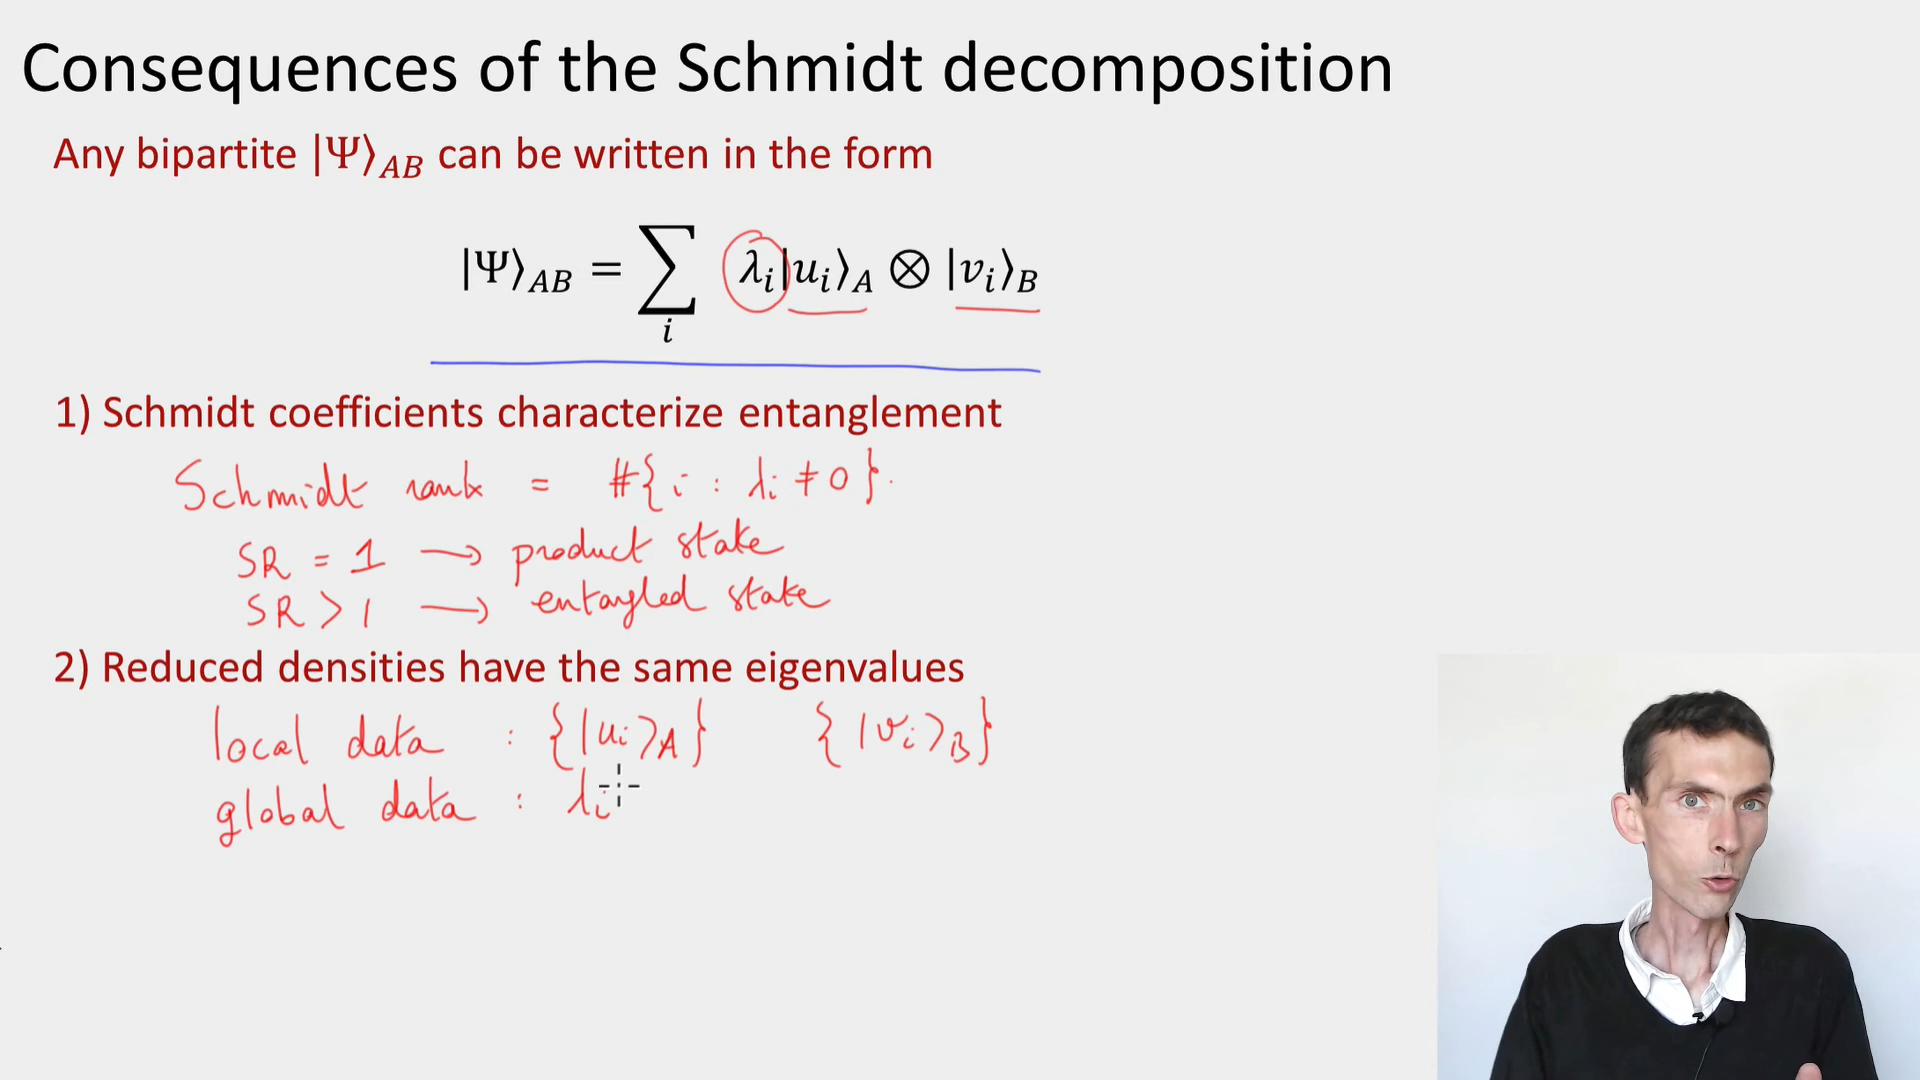 Consequences of the Schmidt decomposition
Any bipartite |Ψ⟩_AB can be written in the form
|Ψ⟩_AB = ∑_i λ_i |u_i⟩_A ⊗ |v_i⟩_B
1) Schmidt coefficients characterize entanglement
Schmidt rank = #{i : λ_i ≠ 0}.
SR = 1 → product state
SR > 1 → entangled state
2) Reduced densities have the same eigenvalues
local data : {|u_i⟩_A} {|v_i⟩_B}
global data : λ_i